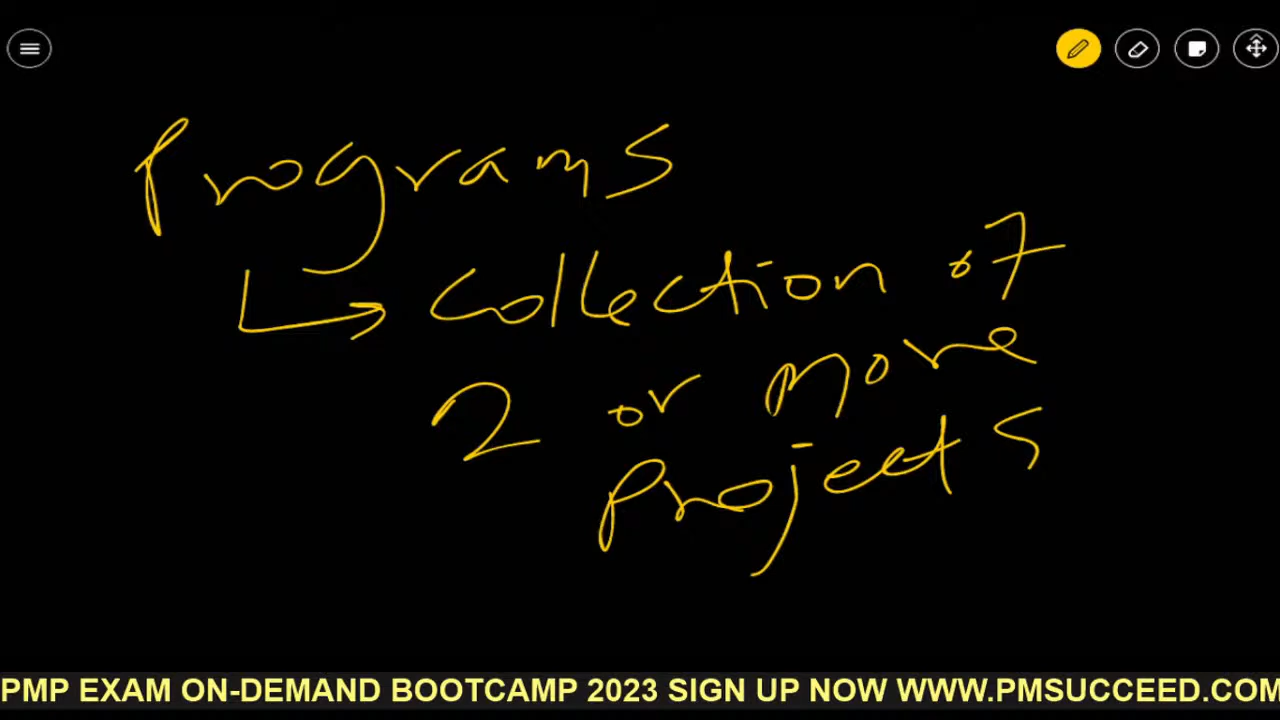 Programs
Collection of
2 or more
Projects
PMP EXAM ON-DEMAND BOOTCAMP 2023 SIGN UP NOW WWW.PMSUCCEED.COM